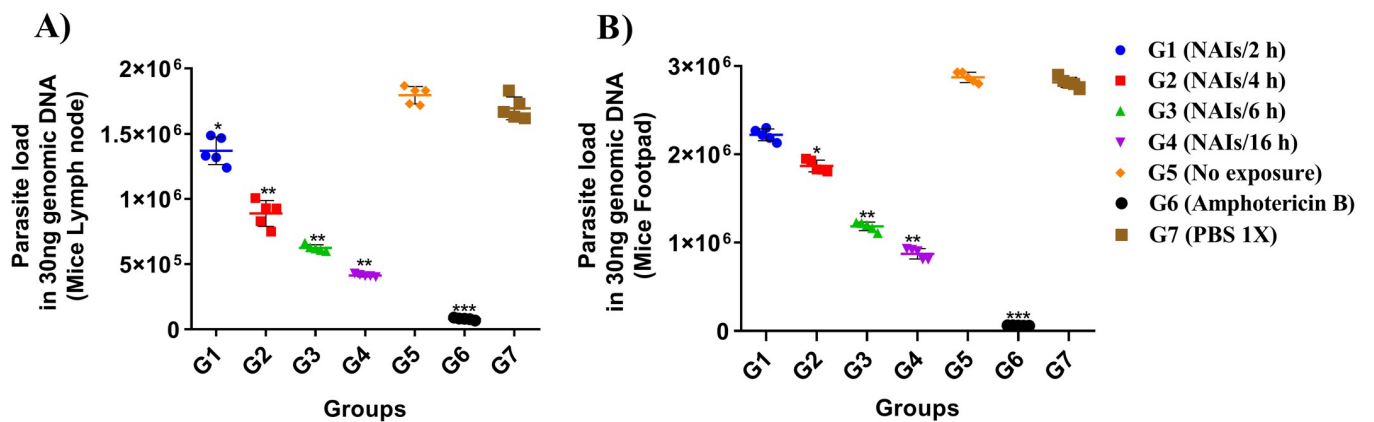 A)
Parasite load
in 30ng genomic DNA
(Mice Lymph node)
2×10⁶
1.5×10⁶
1×10⁶
5×10⁵
0
*
**
**
**
***
G1
G2
G3
G4
G5
G6
G7
Groups
B)
Parasite load
in 30ng genomic DNA
(Mice Footpad)
3×10⁶
2×10⁶
1×10⁶
0
*
**
**
***
G1
G2
G3
G4
G5
G6
G7
Groups
G1 (NAIs/2 h)
G2 (NAIs/4 h)
G3 (NAIs/6 h)
G4 (NAIs/16 h)
G5 (No exposure)
G6 (Amphotericin B)
G7 (PBS 1X)